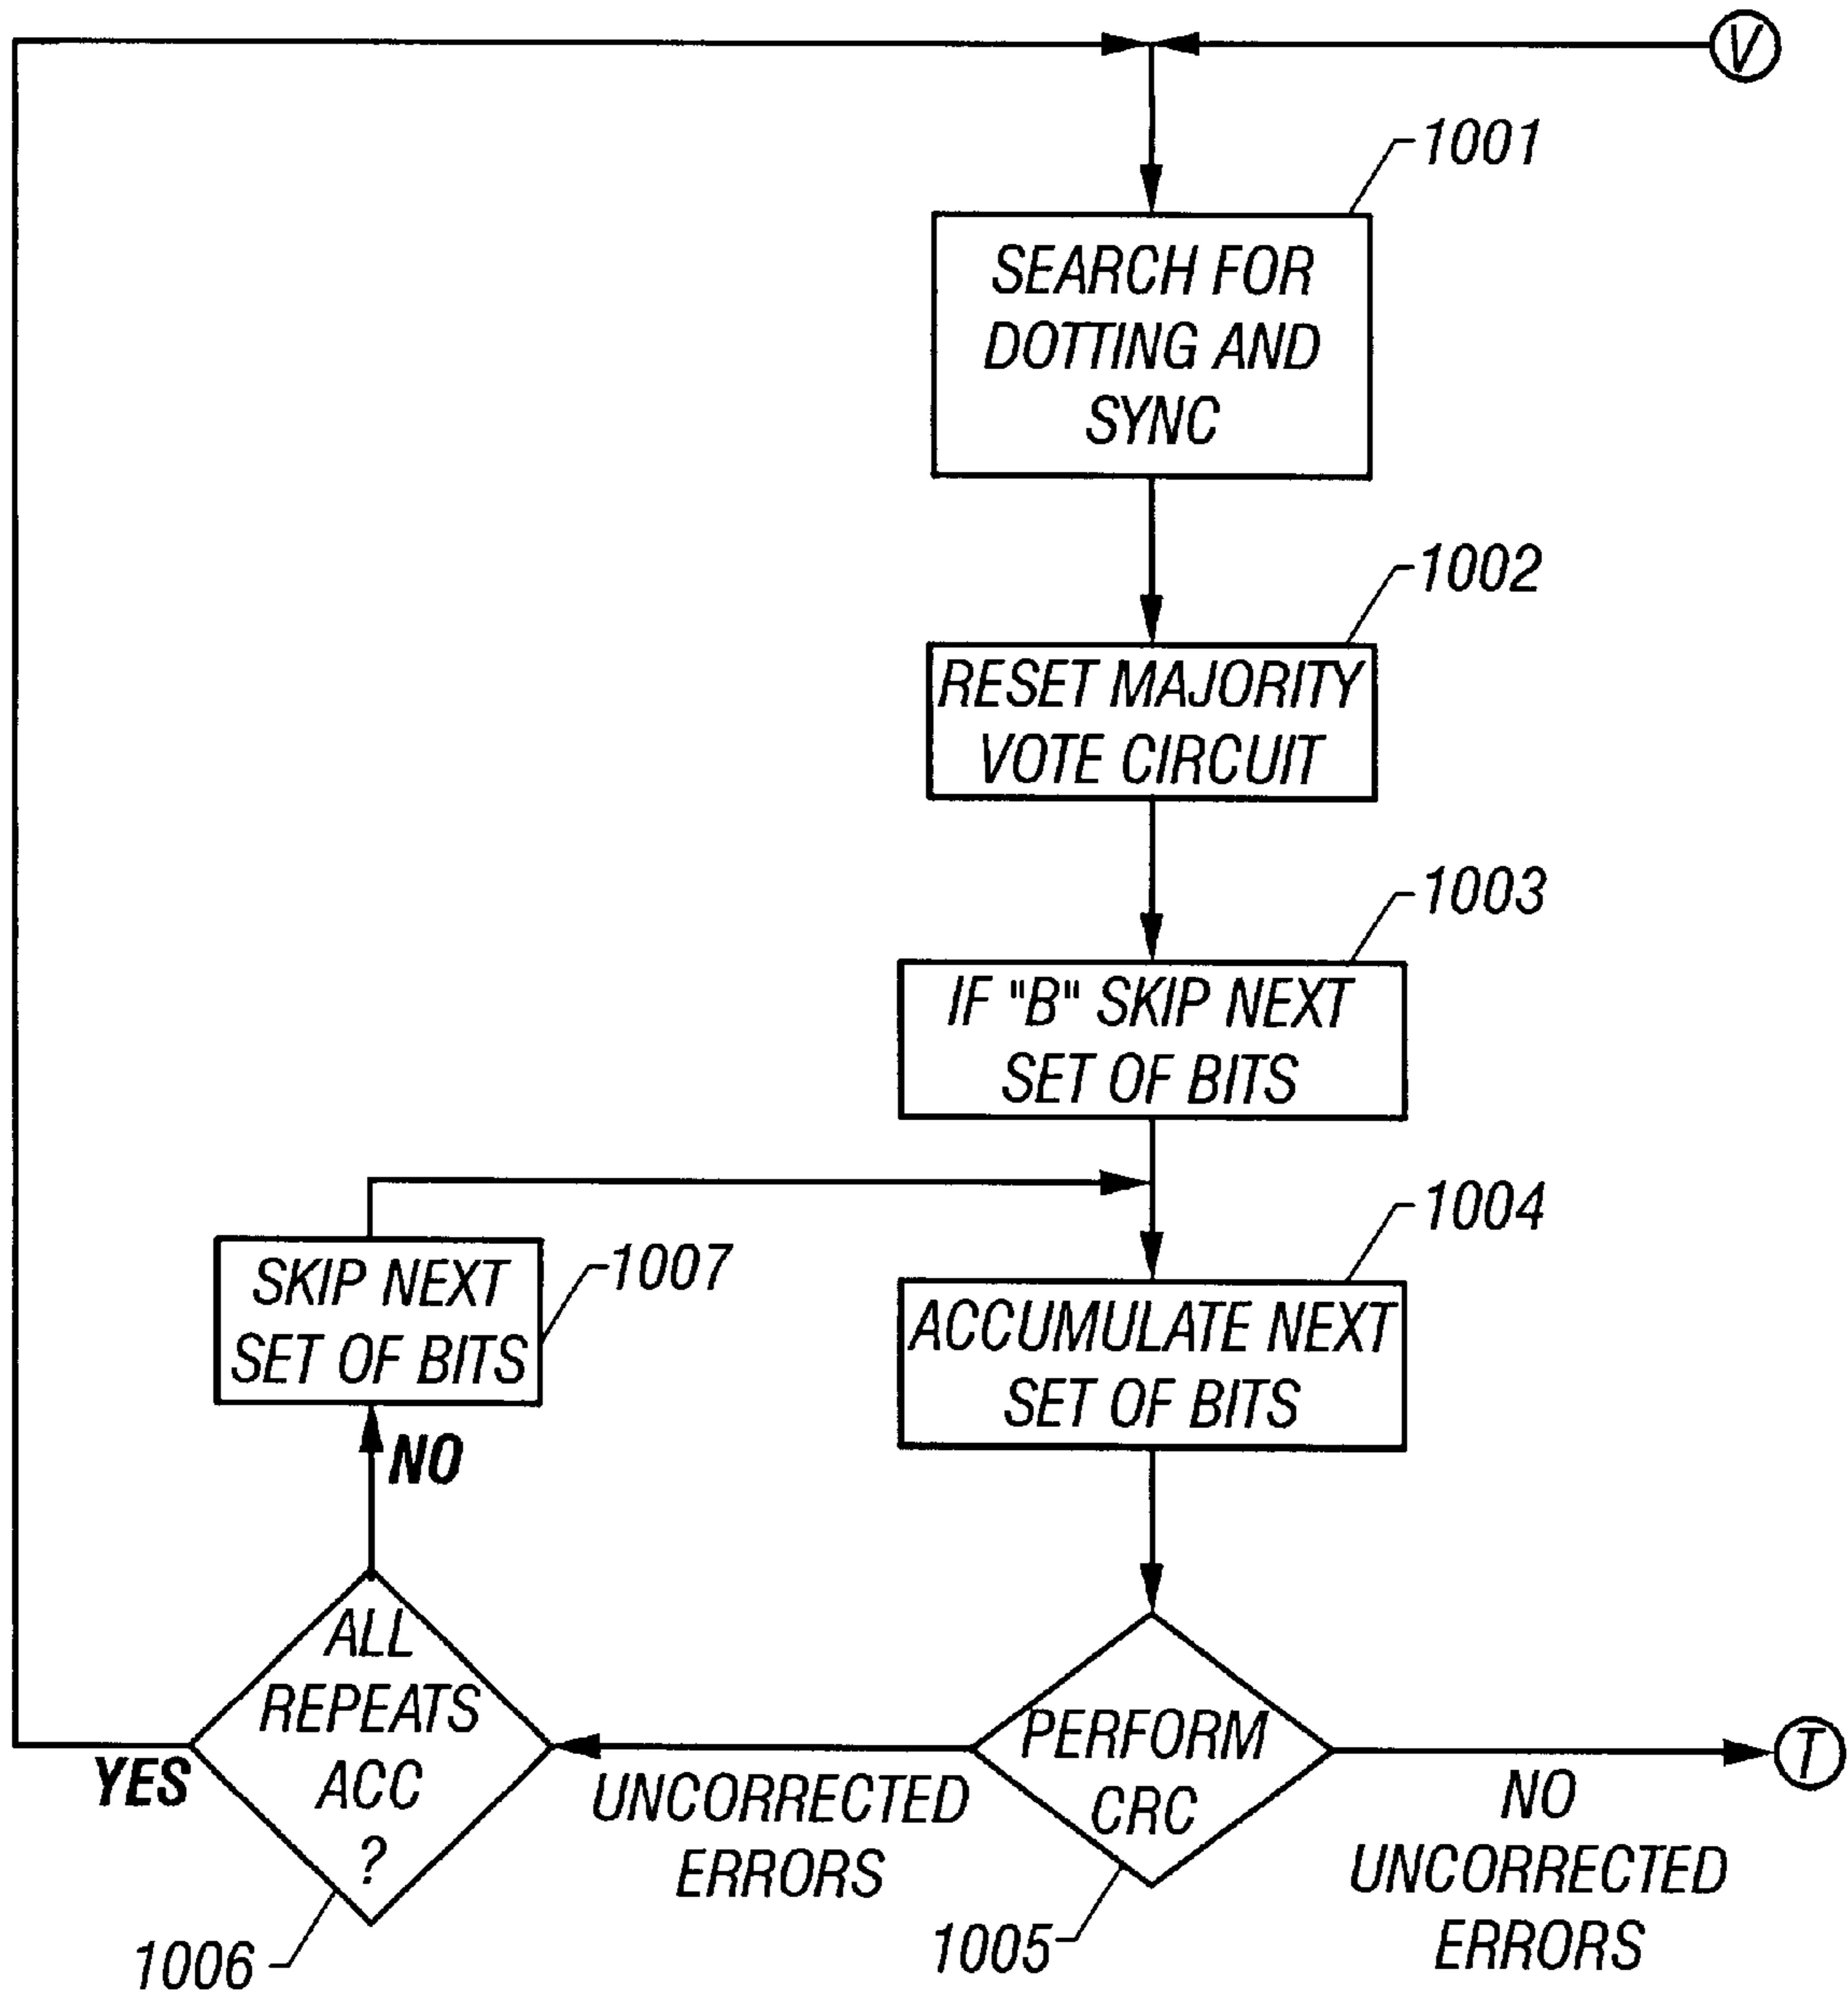 V
1001
SEARCH FOR
DOTTING AND
SYNC
1002
RESET MAJORITY
VOTE CIRCUIT
1003
IF "B" SKIP NEXT
SET OF BITS
1004
ACCUMULATE NEXT
SET OF BITS
1007
SKIP NEXT
SET OF BITS
NO
ALL
REPEATS
ACC
?
YES
1006
UNCORRECTED
ERRORS
PERFORM
CRC
1005
T
NO
UNCORRECTED
ERRORS